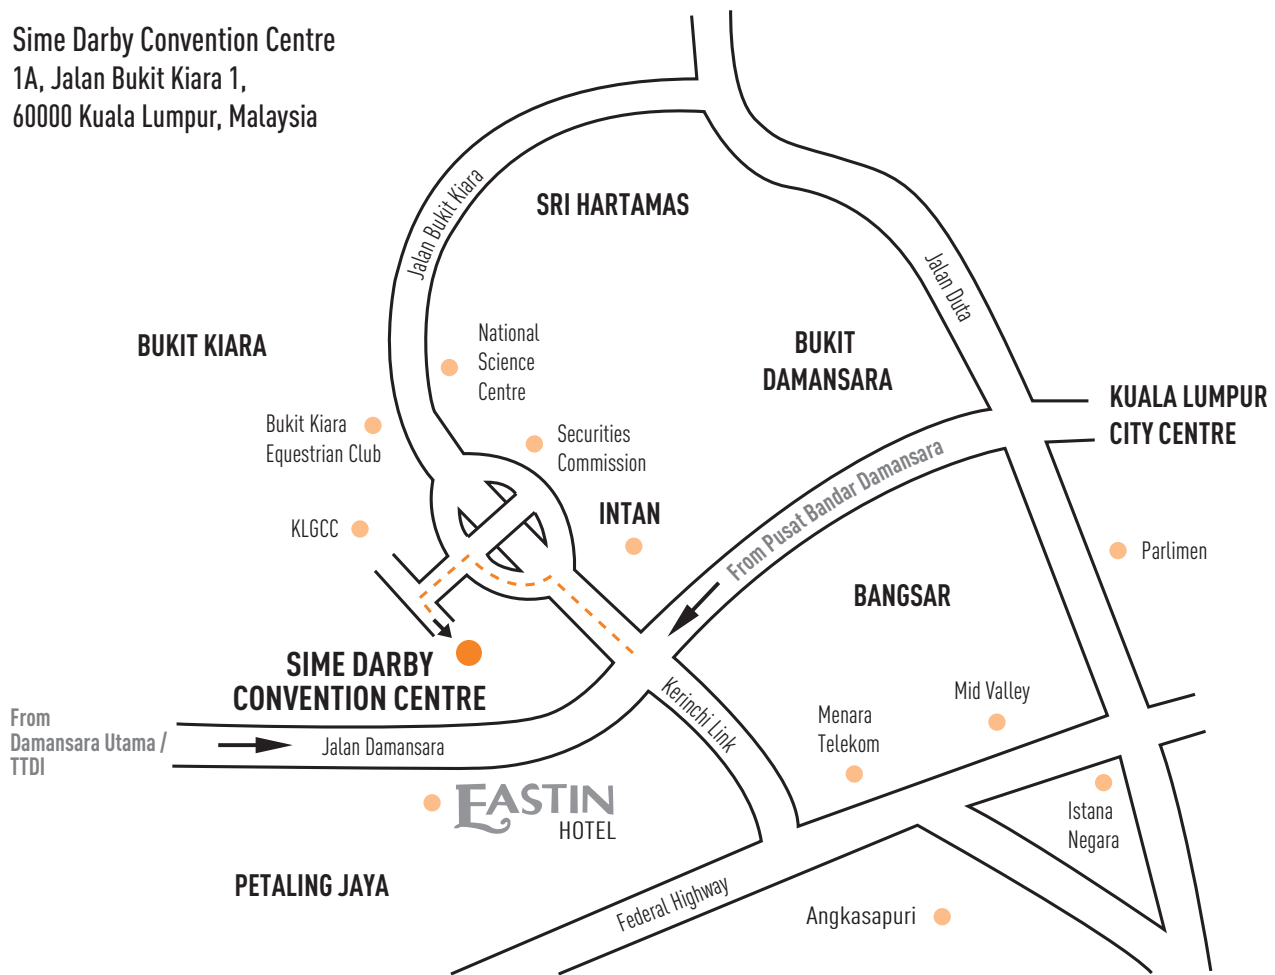 Sime Darby Convention Centre
1A, Jalan Bukit Kiara 1,
60000 Kuala Lumpur, Malaysia
Jalan Bukit Kiara
SRI HARTAMAS
Jalan Duta
BUKIT KIARA
National
Science
Centre
BUKIT
DAMANSARA
KUALA LUMPUR
CITY CENTRE
Bukit Kiara
Equestrian Club
Securities
Commission
From Pusat Bandar Damansara
INTAN
KLGCC
Parlimen
BANGSAR
SIME DARBY
CONVENTION CENTRE
Kerinchi Link
Mid Valley
Menara
Telekom
From
Damansara Utama /
TTDI
Jalan Damansara
EASTIN
HOTEL
Istana
Negara
PETALING JAYA
Federal Highway
Angkasapuri